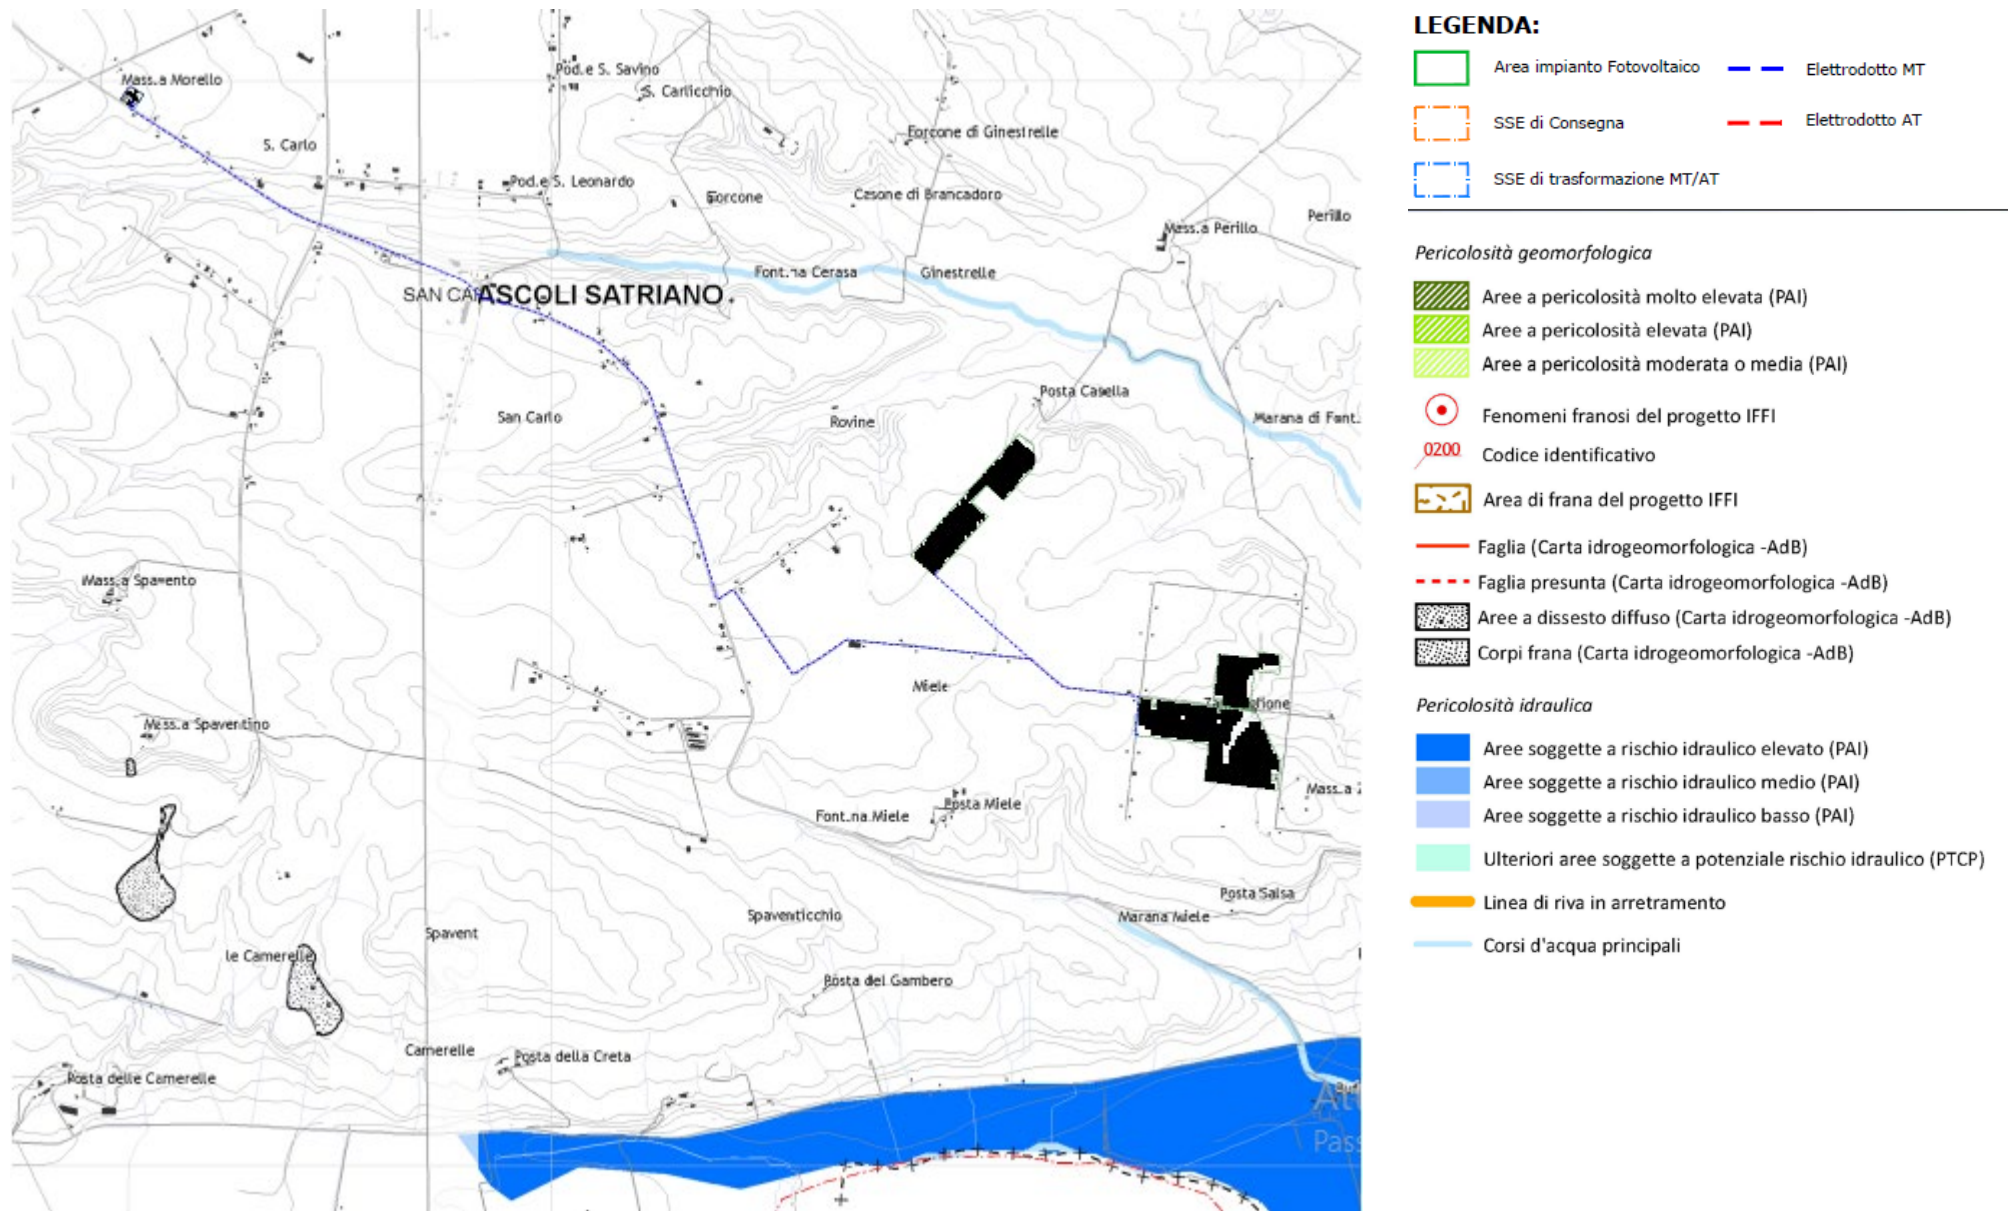 Mass.a Morello
Pod.e S. Savino
S. Carlicchio
S. Carlo
Forcone di Ginestrelle
Pod.e S. Leonardo
Forcone
Casone di Brancadoro
Mass.a Perillo
Perillo
Font.na Cerasa
Ginestrelle
SAN CA
ASCOLI SATRIANO
Posta Casella
San Carlo
Rovine
Marana di Font.
Mass.a Spavento
Miele
Mass.a Spaventino
Mass.a
Font.na Miele
Posta Miele
Posta Salsa
Marana Miele
Spaventicchio
Spavent
le Camerelle
Posta del Gambero
Camerelle
Posta della Creta
Posta delle Camerelle
Pass
LEGENDA:
Area impianto Fotovoltaico
Elettrodotto MT
SSE di Consegna
Elettrodotto AT
SSE di trasformazione MT/AT
Pericolosità geomorfologica
Aree a pericolosità molto elevata (PAI)
Aree a pericolosità elevata (PAI)
Aree a pericolosità moderata o media (PAI)
Fenomeni franosi del progetto IFFI
0200 Codice identificativo
Area di frana del progetto IFFI
Faglia (Carta idrogeomorfologica -AdB)
Faglia presunta (Carta idrogeomorfologica -AdB)
Aree a dissesto diffuso (Carta idrogeomorfologica -AdB)
Corpi frana (Carta idrogeomorfologica -AdB)
Pericolosità idraulica
Aree soggette a rischio idraulico elevato (PAI)
Aree soggette a rischio idraulico medio (PAI)
Aree soggette a rischio idraulico basso (PAI)
Ulteriori aree soggette a potenziale rischio idraulico (PTCP)
Linea di riva in arretramento
Corsi d'acqua principali